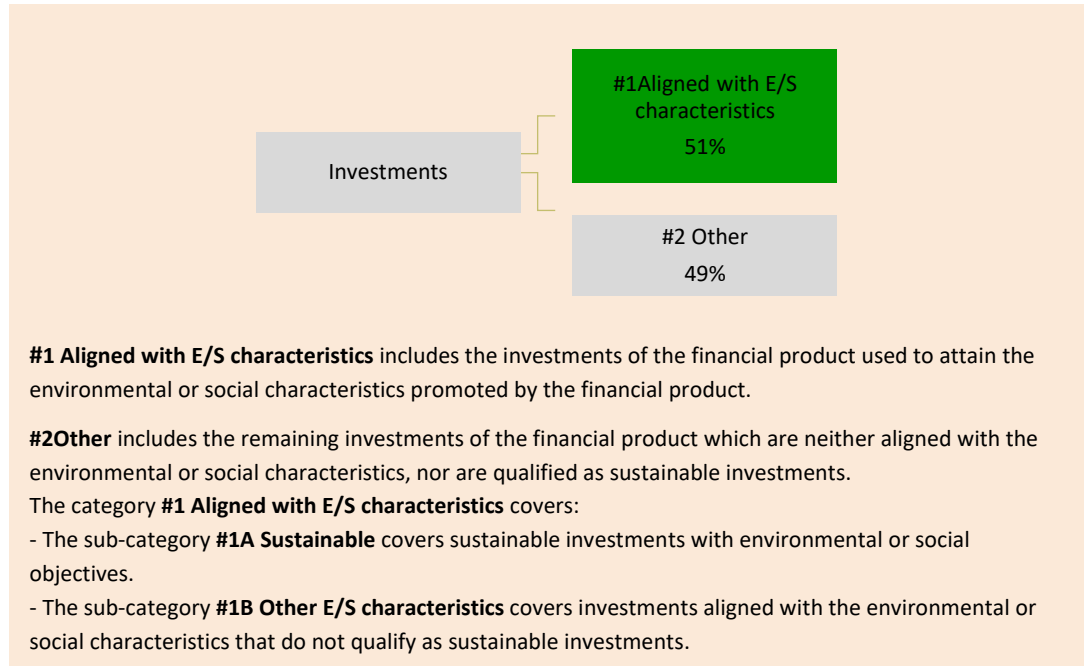 #1Aligned with E/S
characteristics
51%
Investments
#2 Other
49%
#1 Aligned with E/S characteristics includes the investments of the financial product used to attain the
environmental or social characteristics promoted by the financial product.
#2Other includes the remaining investments of the financial product which are neither aligned with the
environmental or social characteristics, nor are qualified as sustainable investments.
The category #1 Aligned with E/S characteristics covers:
- The sub-category #1A Sustainable covers sustainable investments with environmental or social
objectives.
- The sub-category #1B Other E/S characteristics covers investments aligned with the environmental or
social characteristics that do not qualify as sustainable investments.